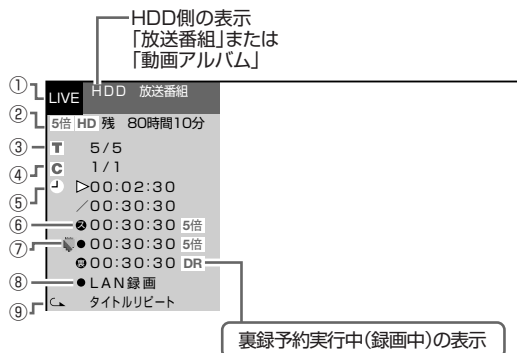 HDD側の表示
「放送番組」または
「動画アルバム」
① LIVE HDD 放送番組
② 5倍 HD 残 80時間10分
③ T 5/5
④ C 1/1
⑤ ▷00:02:30
/00:30:30
⑥ 00:30:30 5倍
⑦ ●00:30:30 5倍
00:30:30 DR
⑧ ●LAN録画
⑨ タイトルリピート
裏録予約実行中(録画中)の表示